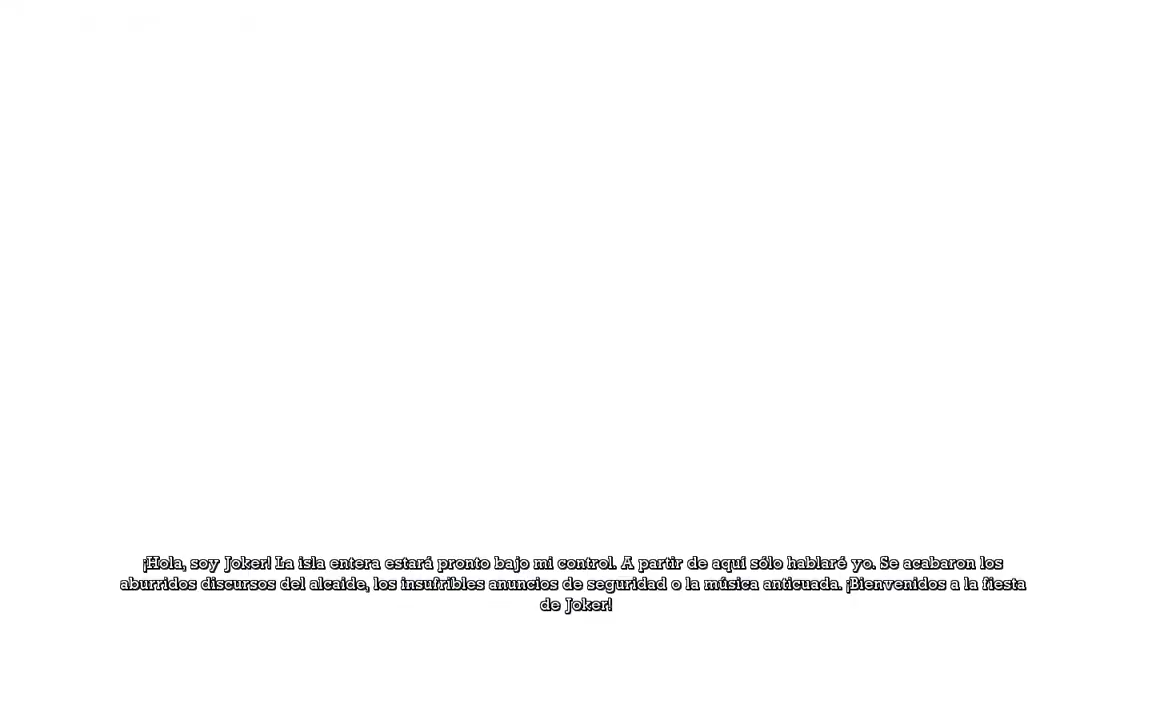 ¡Hola, soy Joker! La isla entera estará pronto bajo mi control. A partir de aquí sólo hablaré yo. Se acabaron los
aburridos discursos del alcaide, los insufribles anuncios de seguridad o la música anticuada. ¡Bienvenidos a la fiesta
de Joker!